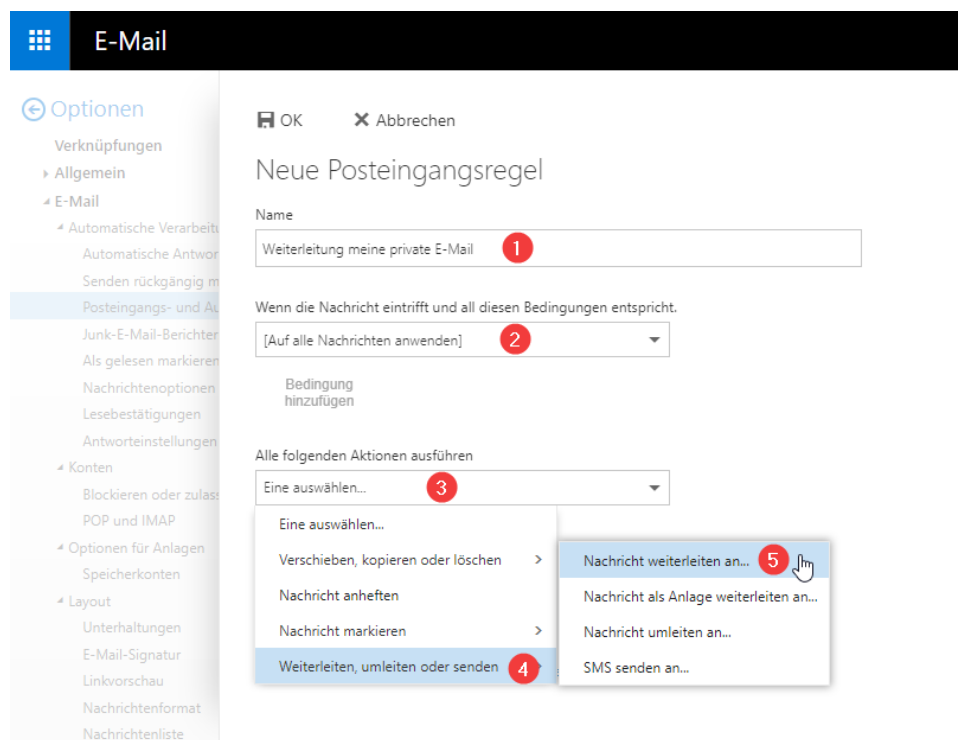 E-Mail
Optionen
Verknüpfungen
Allgemein
E-Mail
Automatische Verarbeitu
Automatische Antwor
Senden rückgängig m
Posteingangs- und Au
Junk-E-Mail-Berichter
Als gelesen markieren
Nachrichtenoptionen
Lesebestätigungen
Antworteinstellungen
Konten
Blockieren oder zulass
POP und IMAP
Optionen für Anlagen
Speicherkonten
Layout
Unterhaltungen
E-Mail-Signatur
Linkvorschau
Nachrichtenformat
Nachrichtenliste
OK Abbrechen
Neue Posteingangsregel
Name
Weiterleitung meine private E-Mail 1
Wenn die Nachricht eintrifft und all diesen Bedingungen entspricht.
[Auf alle Nachrichten anwenden] 2
Bedingung
hinzufügen
Alle folgenden Aktionen ausführen
Eine auswählen... 3
Eine auswählen...
Verschieben, kopieren oder löschen
Nachricht anheften
Nachricht markieren
Weiterleiten, umleiten oder senden 4
Nachricht weiterleiten an... 5
Nachricht als Anlage weiterleiten an...
Nachricht umleiten an...
SMS senden an...